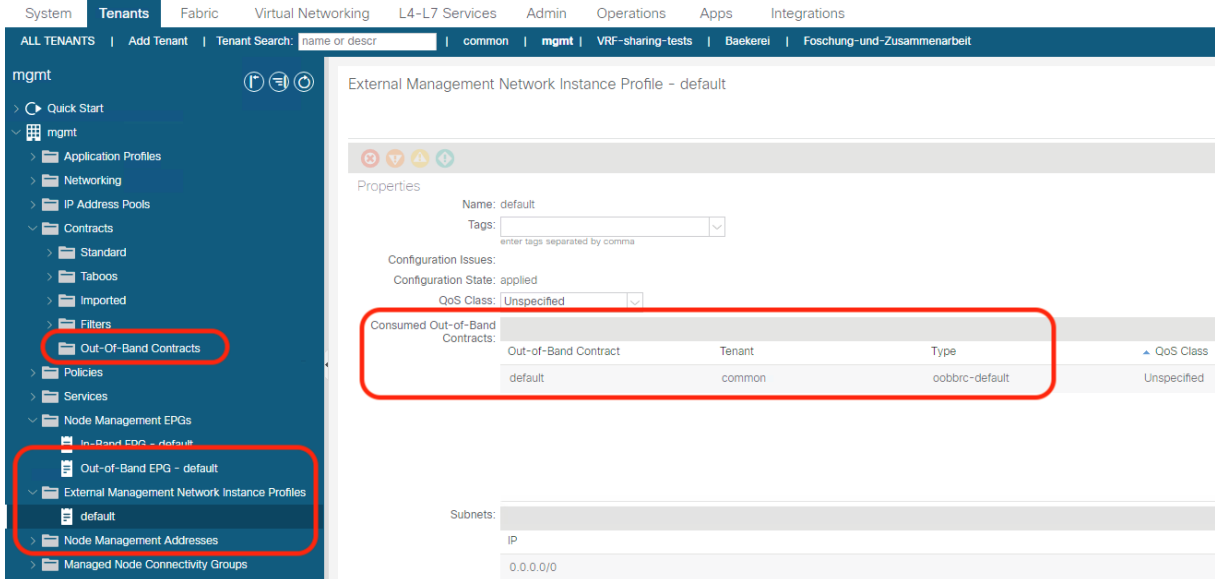 System Tenants Fabric Virtual Networking L4-L7 Services Admin Operations Apps Integrations
ALL TENANTS | Add Tenant | Tenant Search: name or descr | common | mgmt | VRF-sharing-tests | Baekerei | Foschung-und-Zusammenarbeit
mgmt
Quick Start
mgmt
Application Profiles
Networking
IP Address Pools
Contracts
Standard
Taboos
Imported
Filters
Out-Of-Band Contracts
Policies
Services
Node Management EPGs
In-Band EPG - default
Out-of-Band EPG - default
External Management Network Instance Profiles
default
Node Management Addresses
Managed Node Connectivity Groups
External Management Network Instance Profile - default
Properties
Name: default
Tags:
enter tags separated by comma
Configuration Issues:
Configuration State: applied
QoS Class: Unspecified
Consumed Out-of-Band
Contracts:
Out-of-Band Contract Tenant Type QoS Class
default common oobbrc-default Unspecified
Subnets:
IP
0.0.0.0/0